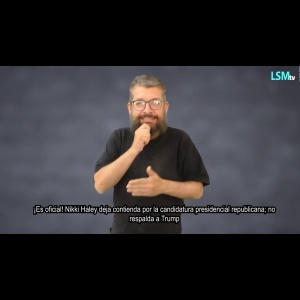 LSMtv
¡Es oficial! Nikki Haley deja contienda por la candidatura presidencial republicana; no
respalda a Trump